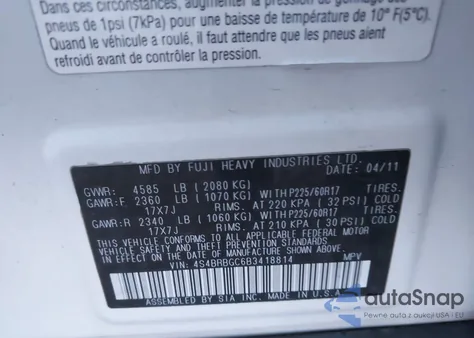 Dans ces circonstances, augmenter la pression de gonflage des
pneus de 1psi (7kPa) pour une baisse de température de 10° F(5°C).
Quand le véhicule a roulé, il faut attendre que les pneus aient
refroidi avant de contrôler la pression.
MFD. BY FUJI HEAVY INDUSTRIES LTD.
DATE: 04/11
GVWR: 4585 LB ( 2080 KG)
GAWR:F 2360 LB ( 1070 KG) WITH P225/60R17 TIRES.
17X7J RIMS. AT 220 KPA ( 32 PSI) COLD.
GAWR:R 2340 LB ( 1060 KG) WITH P225/60R17 TIRES.
17X7J RIMS. AT 210 KPA ( 30 PSI) COLD.
THIS VEHICLE CONFORMS TO ALL APPLICABLE
FEDERAL MOTOR VEHICLE SAFETY, BUMPER,
AND THEFT PREVENTION STANDARDS IN EFFECT
ON THE DATE OF MANUFACTURE SHOWN ABOVE.
VIN: 4S4BRBGC6B3418814 MPV
ASSEMBLED BY SIA INC. MADE IN U.S.A.
autoSnap
Pewne auta z USA i EU